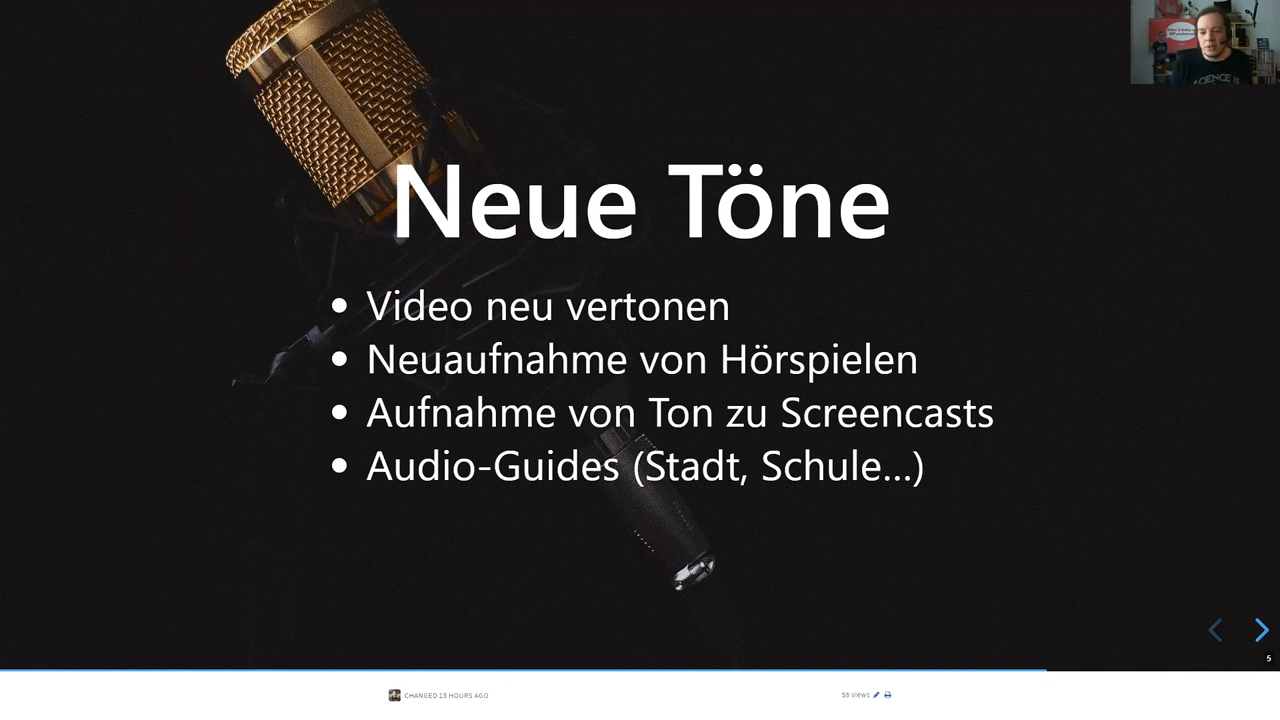 Neue Töne
• Video neu vertonen
• Neuaufnahme von Hörspielen
• Aufnahme von Ton zu Screencasts
• Audio-Guides (Stadt, Schule...)
5
CHANGED 13 HOURS AGO
58 views